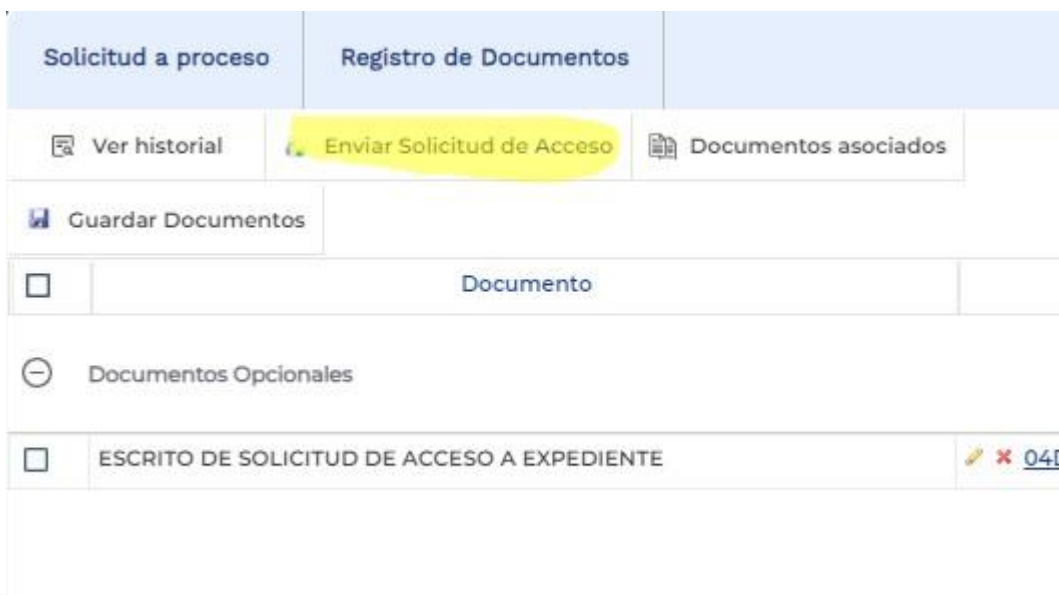 Solicitud a proceso Registro de Documentos
Ver historial Enviar Solicitud de Acceso Documentos asociados
Guardar Documentos
Documento
Documentos Opcionales
ESCRITO DE SOLICITUD DE ACCESO A EXPEDIENTE